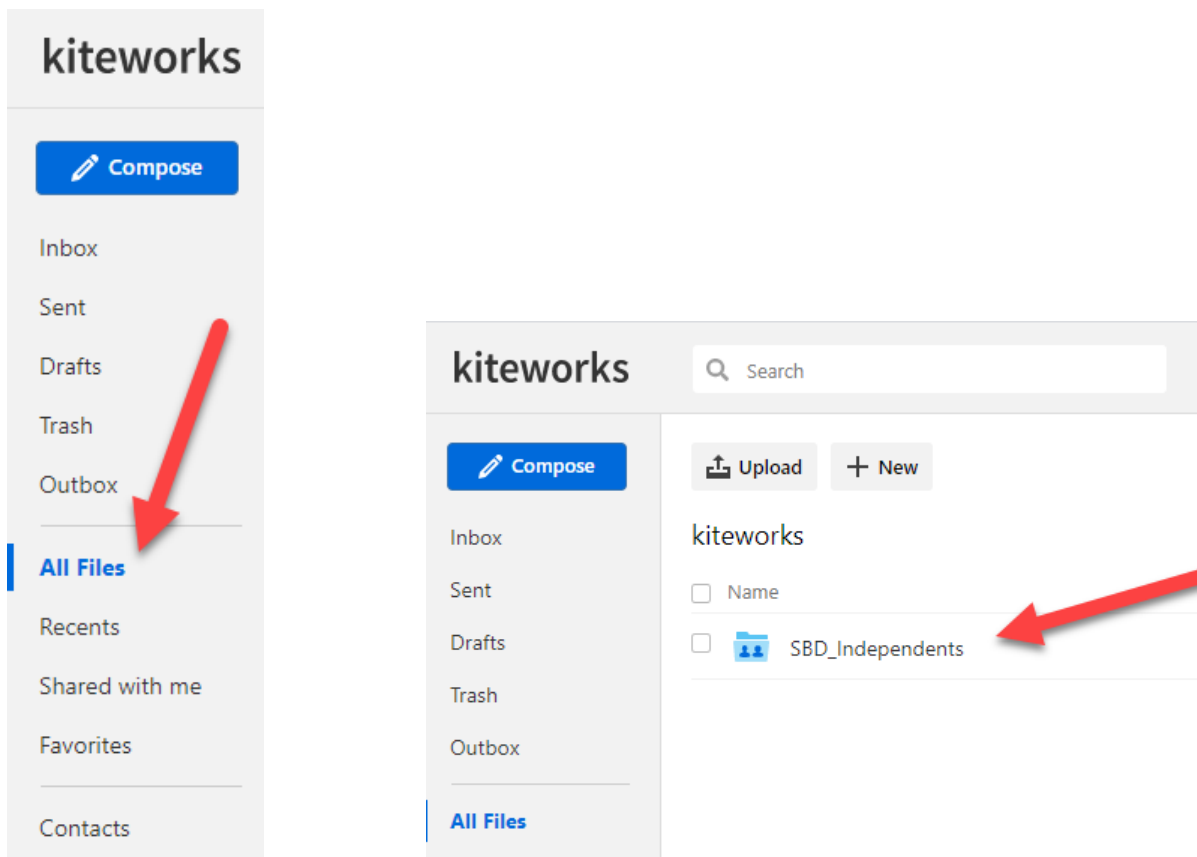 kiteworks
Compose
Inbox
Sent
Drafts
Trash
Outbox
All Files
Recents
Shared with me
Favorites
Contacts
kiteworks
Search
Compose
Upload
New
Inbox
Sent
Drafts
Trash
Outbox
All Files
kiteworks
Name
SBD_Independents